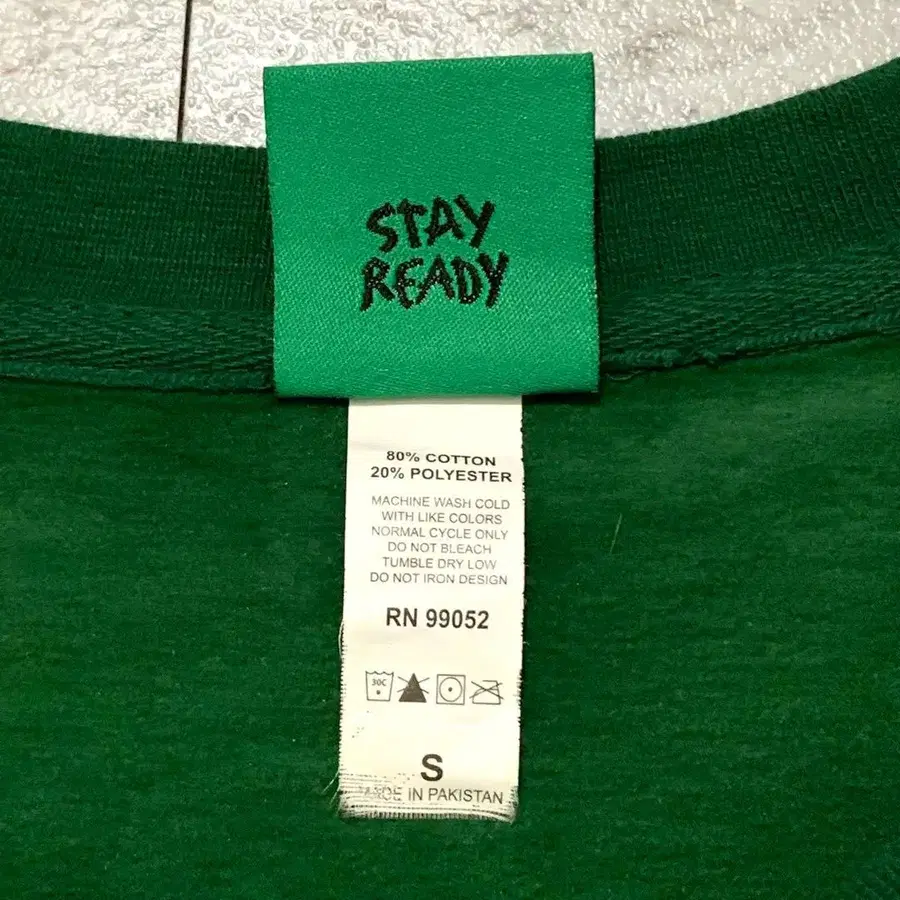 STAY
READY
80% COTTON
20% POLYESTER
MACHINE WASH COLD
WITH LIKE COLORS
NORMAL CYCLE ONLY
DO NOT BLEACH
TUMBLE DRY LOW
DO NOT IRON DESIGN
RN 99052
30C
S
MADE IN PAKISTAN